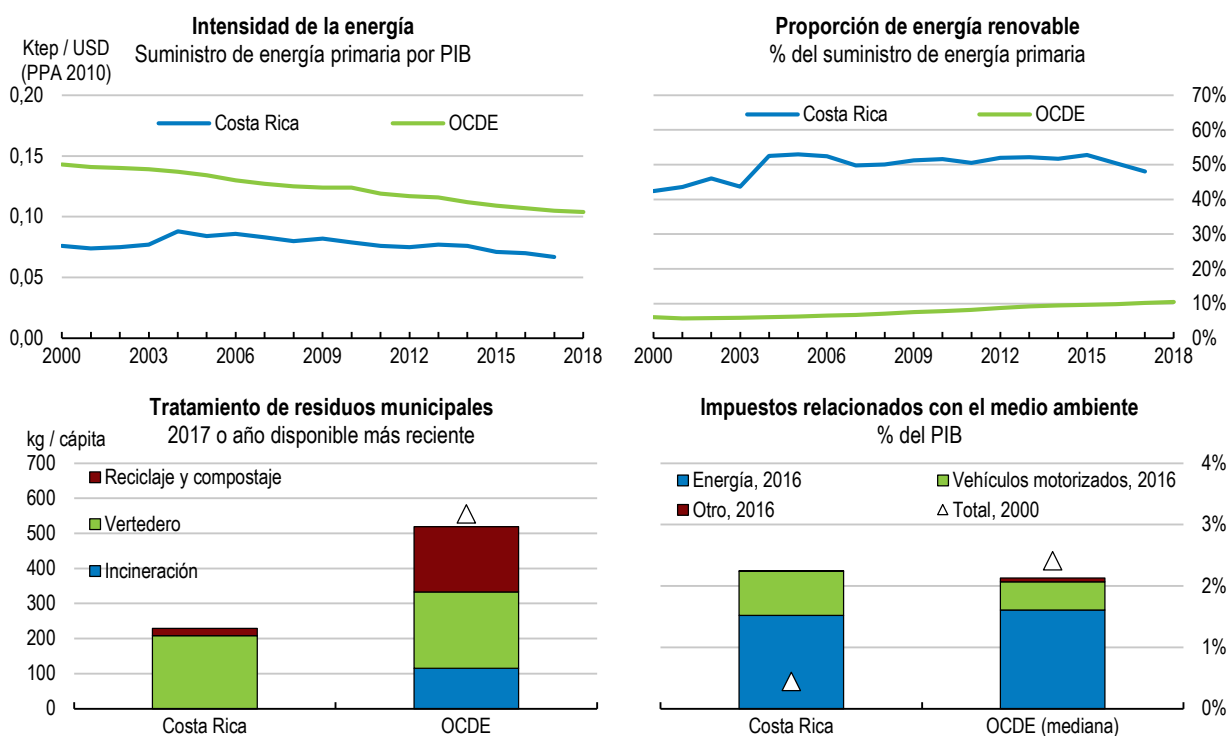 Intensidad de la energía
Suministro de energía primaria por PIB
Ktep / USD
(PPA 2010)
0,20
0,15
0,10
0,05
0,00
Costa Rica
OCDE
2000 2003 2006 2009 2012 2015 2018
Proporción de energía renovable
% del suministro de energía primaria
Costa Rica
OCDE
70%
60%
50%
40%
30%
20%
10%
0%
2000 2003 2006 2009 2012 2015 2018
Tratamiento de residuos municipales
2017 o año disponible más reciente
kg / cápita
700
600
500
400
300
200
100
0
Reciclaje y compostaje
Vertedero
Incineración
Costa Rica OCDE
Impuestos relacionados con el medio ambiente
% del PIB
Energía, 2016 Vehículos motorizados, 2016
Otro, 2016 Total, 2000
4%
3%
2%
1%
0%
Costa Rica OCDE (mediana)